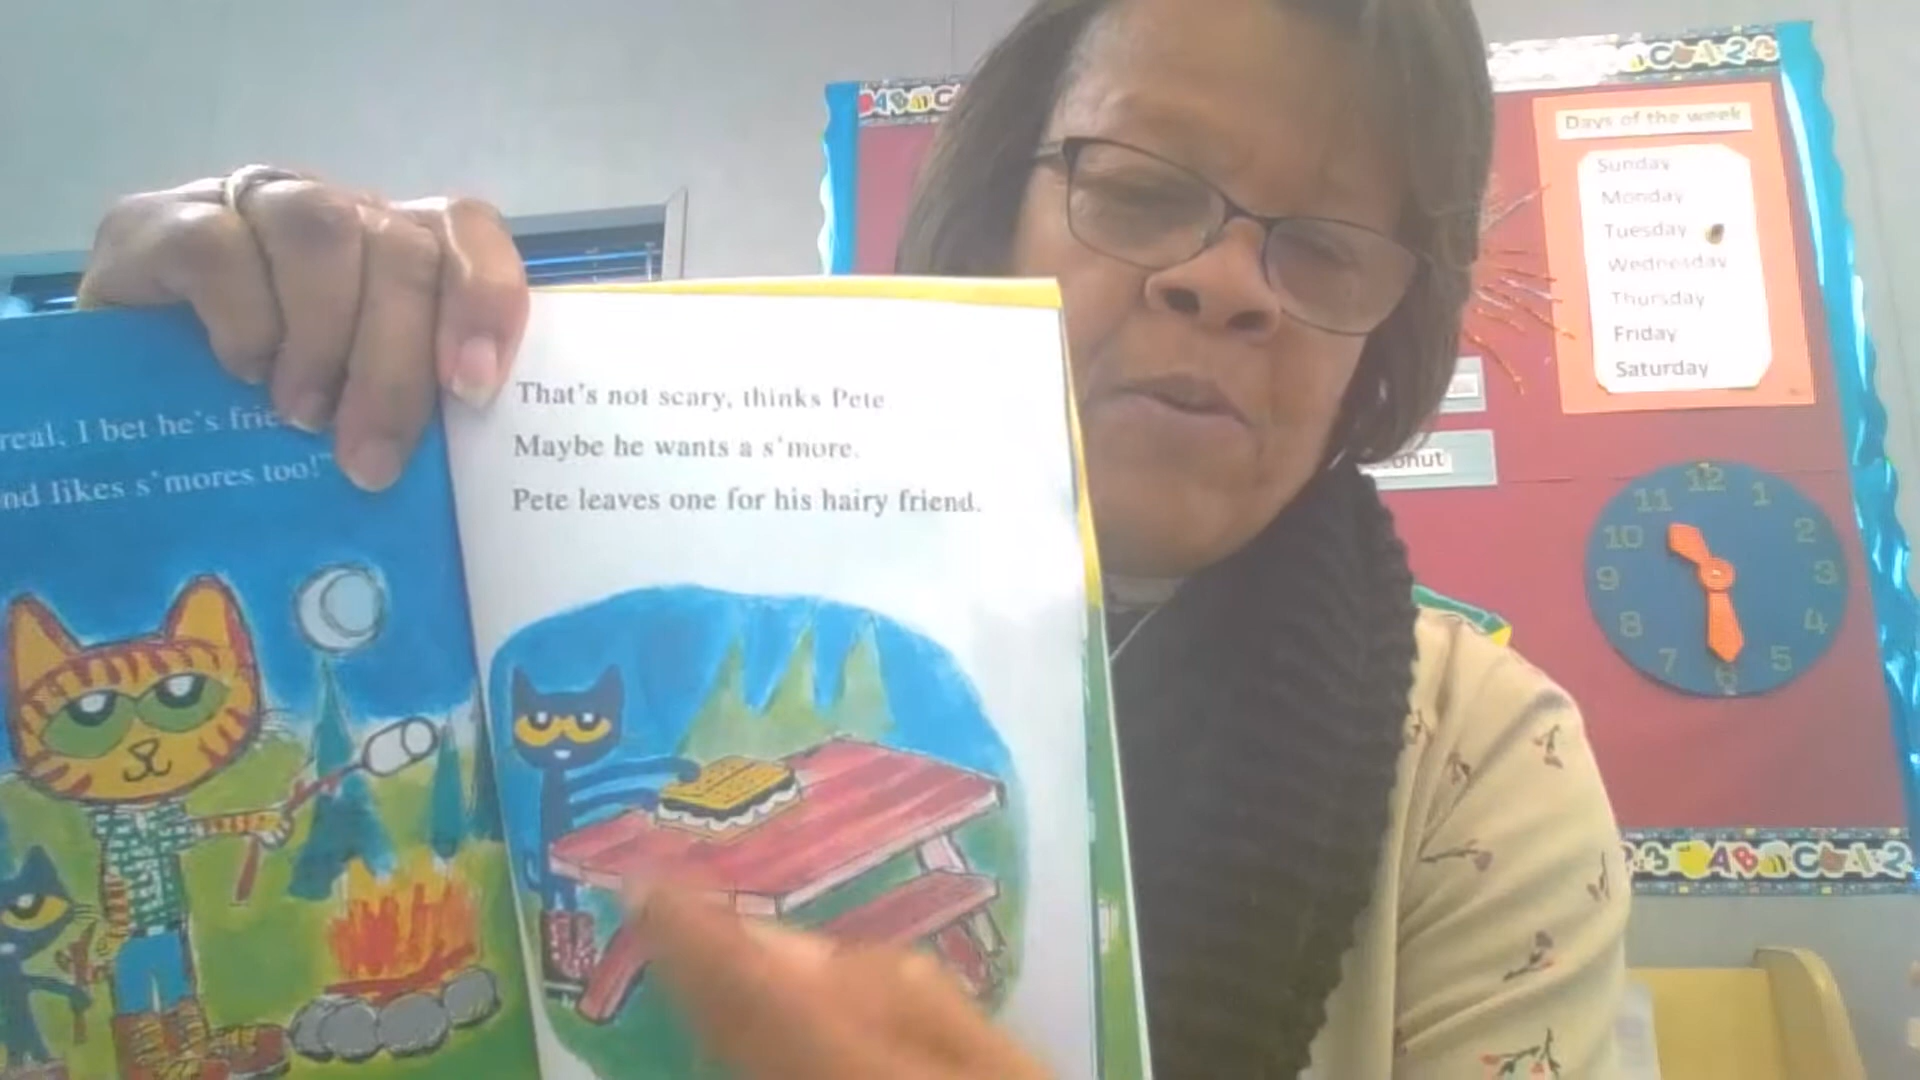 real, I bet he's frie
nd likes s'mores too!"
That's not scary, thinks Pete
Maybe he wants a s'more.
Pete leaves one for his hairy friend.
Days of the week
Sunday
Monday
Tuesday
Wednesday
Thursday
Friday
Saturday
onut
12
11
1
10
2
9
3
8
4
7
6
5